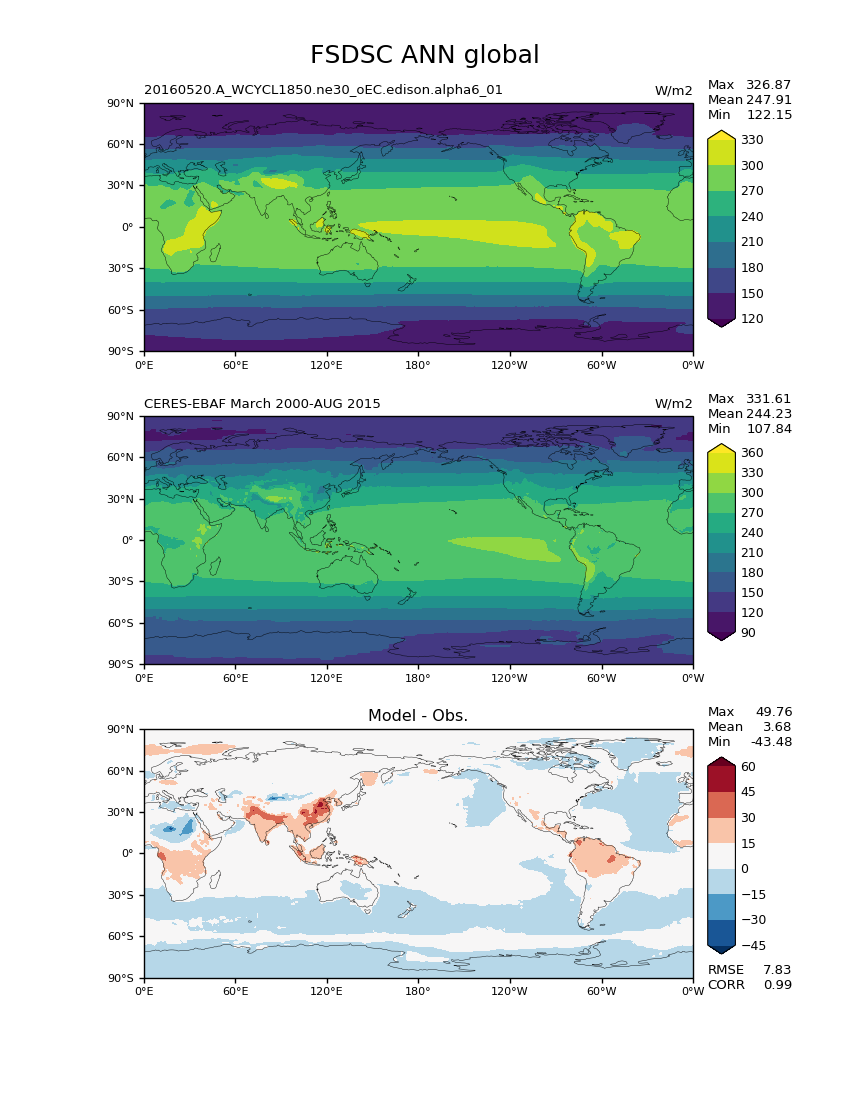 FSDSC ANN global
20160520.A_WCYCL1850.ne30_oEC.edison.alpha6_01 W/m2
Max 326.87
Mean 247.91
Min 122.15
90°N
60°N
30°N
0°
30°S
60°S
90°S
0°E 60°E 120°E 180° 120°W 60°W 0°W
330
300
270
240
210
180
150
120
CERES-EBAF March 2000-AUG 2015 W/m2
Max 331.61
Mean 244.23
Min 107.84
90°N
60°N
30°N
0°
30°S
60°S
90°S
0°E 60°E 120°E 180° 120°W 60°W 0°W
360
330
300
270
240
210
180
150
120
90
Model - Obs.
Max 49.76
Mean 3.68
Min -43.48
90°N
60°N
30°N
0°
30°S
60°S
90°S
0°E 60°E 120°E 180° 120°W 60°W 0°W
60
45
30
15
0
−15
−30
−45
RMSE 7.83
CORR 0.99